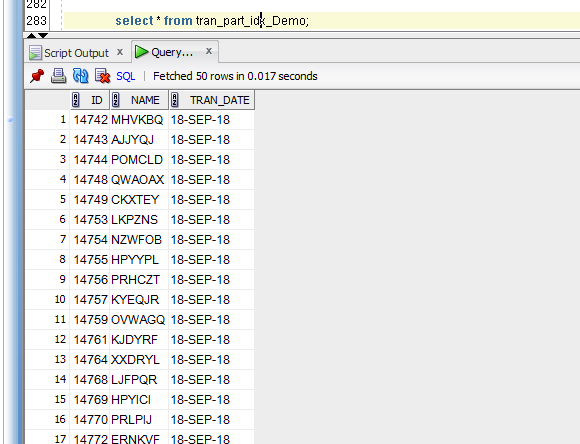 282
283 select * from tran_part_idx_Demo;
Script Output x Query... x
SQL | Fetched 50 rows in 0.017 seconds
ID NAME TRAN_DATE
1 14742 MHVKBQ 18-SEP-18
2 14743 AJJYQJ 18-SEP-18
3 14744 POMCLD 18-SEP-18
4 14748 QWAOAX 18-SEP-18
5 14749 CKXTEY 18-SEP-18
6 14753 LKPZNS 18-SEP-18
7 14754 NZWFOB 18-SEP-18
8 14755 HPYYPL 18-SEP-18
9 14756 PRHCZT 18-SEP-18
10 14757 KYEQJR 18-SEP-18
11 14759 OVWAGQ 18-SEP-18
12 14761 KJDYRF 18-SEP-18
13 14764 XXDRYL 18-SEP-18
14 14768 LJFPQR 18-SEP-18
15 14769 HPYICI 18-SEP-18
16 14770 PRLPIJ 18-SEP-18
17 14772 ERNKVF 18-SEP-18